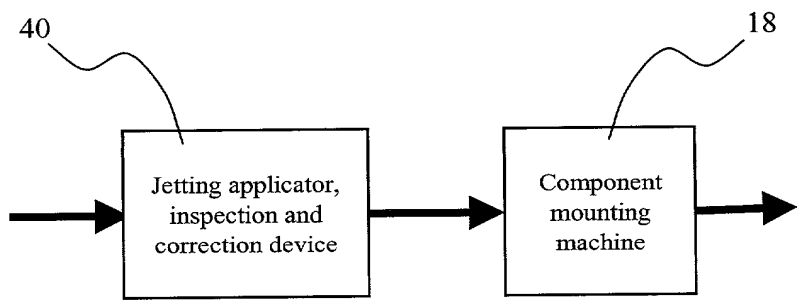 40
18
Jetting applicator,
inspection and
correction device
Component
mounting
machine